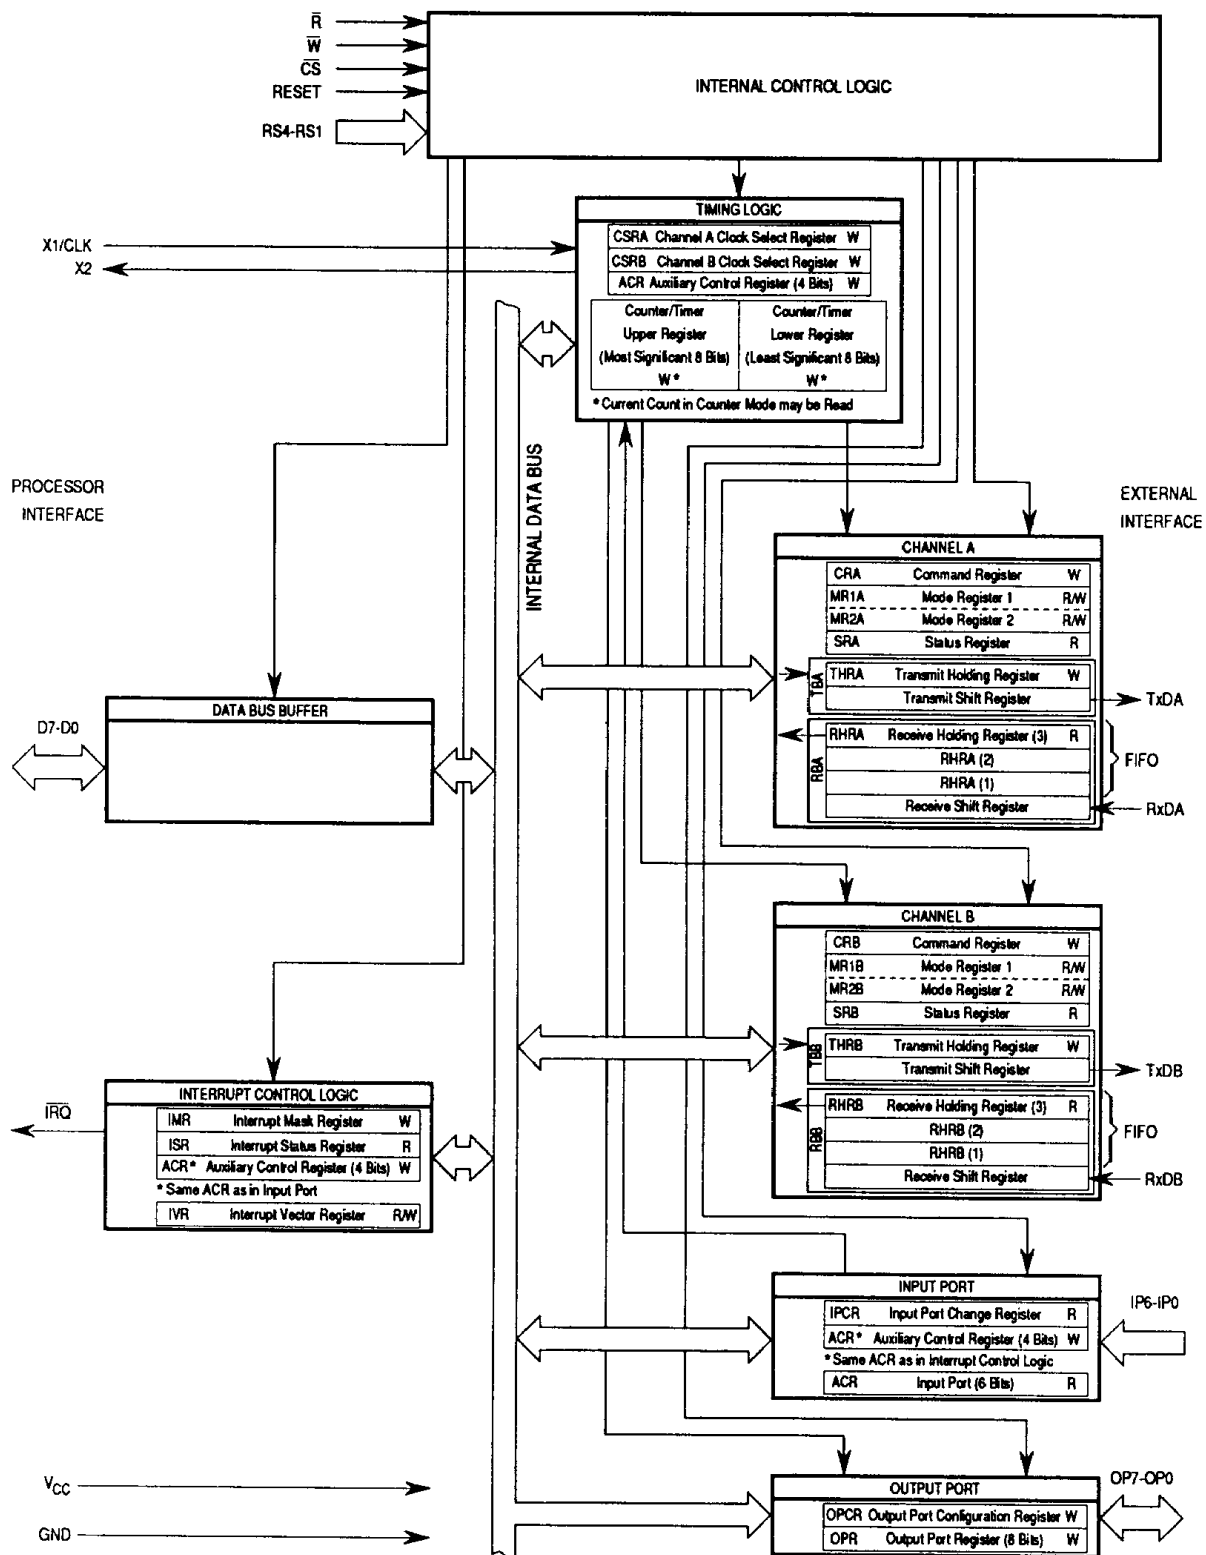 R
W
CS
RESET
RS4-RS1
INTERNAL CONTROL LOGIC
TIMING LOGIC
CSRA Channel A Clock Select Register W
CSRB Channel B Clock Select Register W
ACR Auxiliary Control Register (4 Bits) W
Counter/Timer
Upper Register
(Most Significant 8 Bits)
W*
Counter/Timer
Lower Register
(Least Significant 8 Bits)
W*
* Current Count in Counter Mode may be Read
X1/CLK
X2
INTERNAL DATA BUS
PROCESSOR
INTERFACE
EXTERNAL
INTERFACE
CHANNEL A
CRA Command Register W
MR1A Mode Register 1 R/W
MR2A Mode Register 2 R/W
SRA Status Register R
TBA
THRA Transmit Holding Register W
Transmit Shift Register
TxDA
RBA
RHRA Receive Holding Register (3) R
RHRA (2)
RHRA (1)
Receive Shift Register
FIFO
RxDA
DATA BUS BUFFER
D7-D0
CHANNEL B
CRB Command Register W
MR1B Mode Register 1 R/W
MR2B Mode Register 2 R/W
SRB Status Register R
TBB
THRB Transmit Holding Register W
Transmit Shift Register
TxDB
RBB
RHRB Receive Holding Register (3) R
RHRB (2)
RHRB (1)
Receive Shift Register
FIFO
RxDB
INTERRUPT CONTROL LOGIC
IRQ
IMR Interrupt Mask Register W
ISR Interrupt Status Register R
ACR* Auxiliary Control Register (4 Bits) W
* Same ACR as in Input Port
IVR Interrupt Vector Register R/W
INPUT PORT
IPCR Input Port Change Register R
ACR* Auxiliary Control Register (4 Bits) W
* Same ACR as in Interrupt Control Logic
ACR Input Port (6 Bits) R
IP6-IP0
VCC
GND
OUTPUT PORT
OPCR Output Port Configuration Register W
OPR Output Port Register (8 Bits) W
OP7-OP0